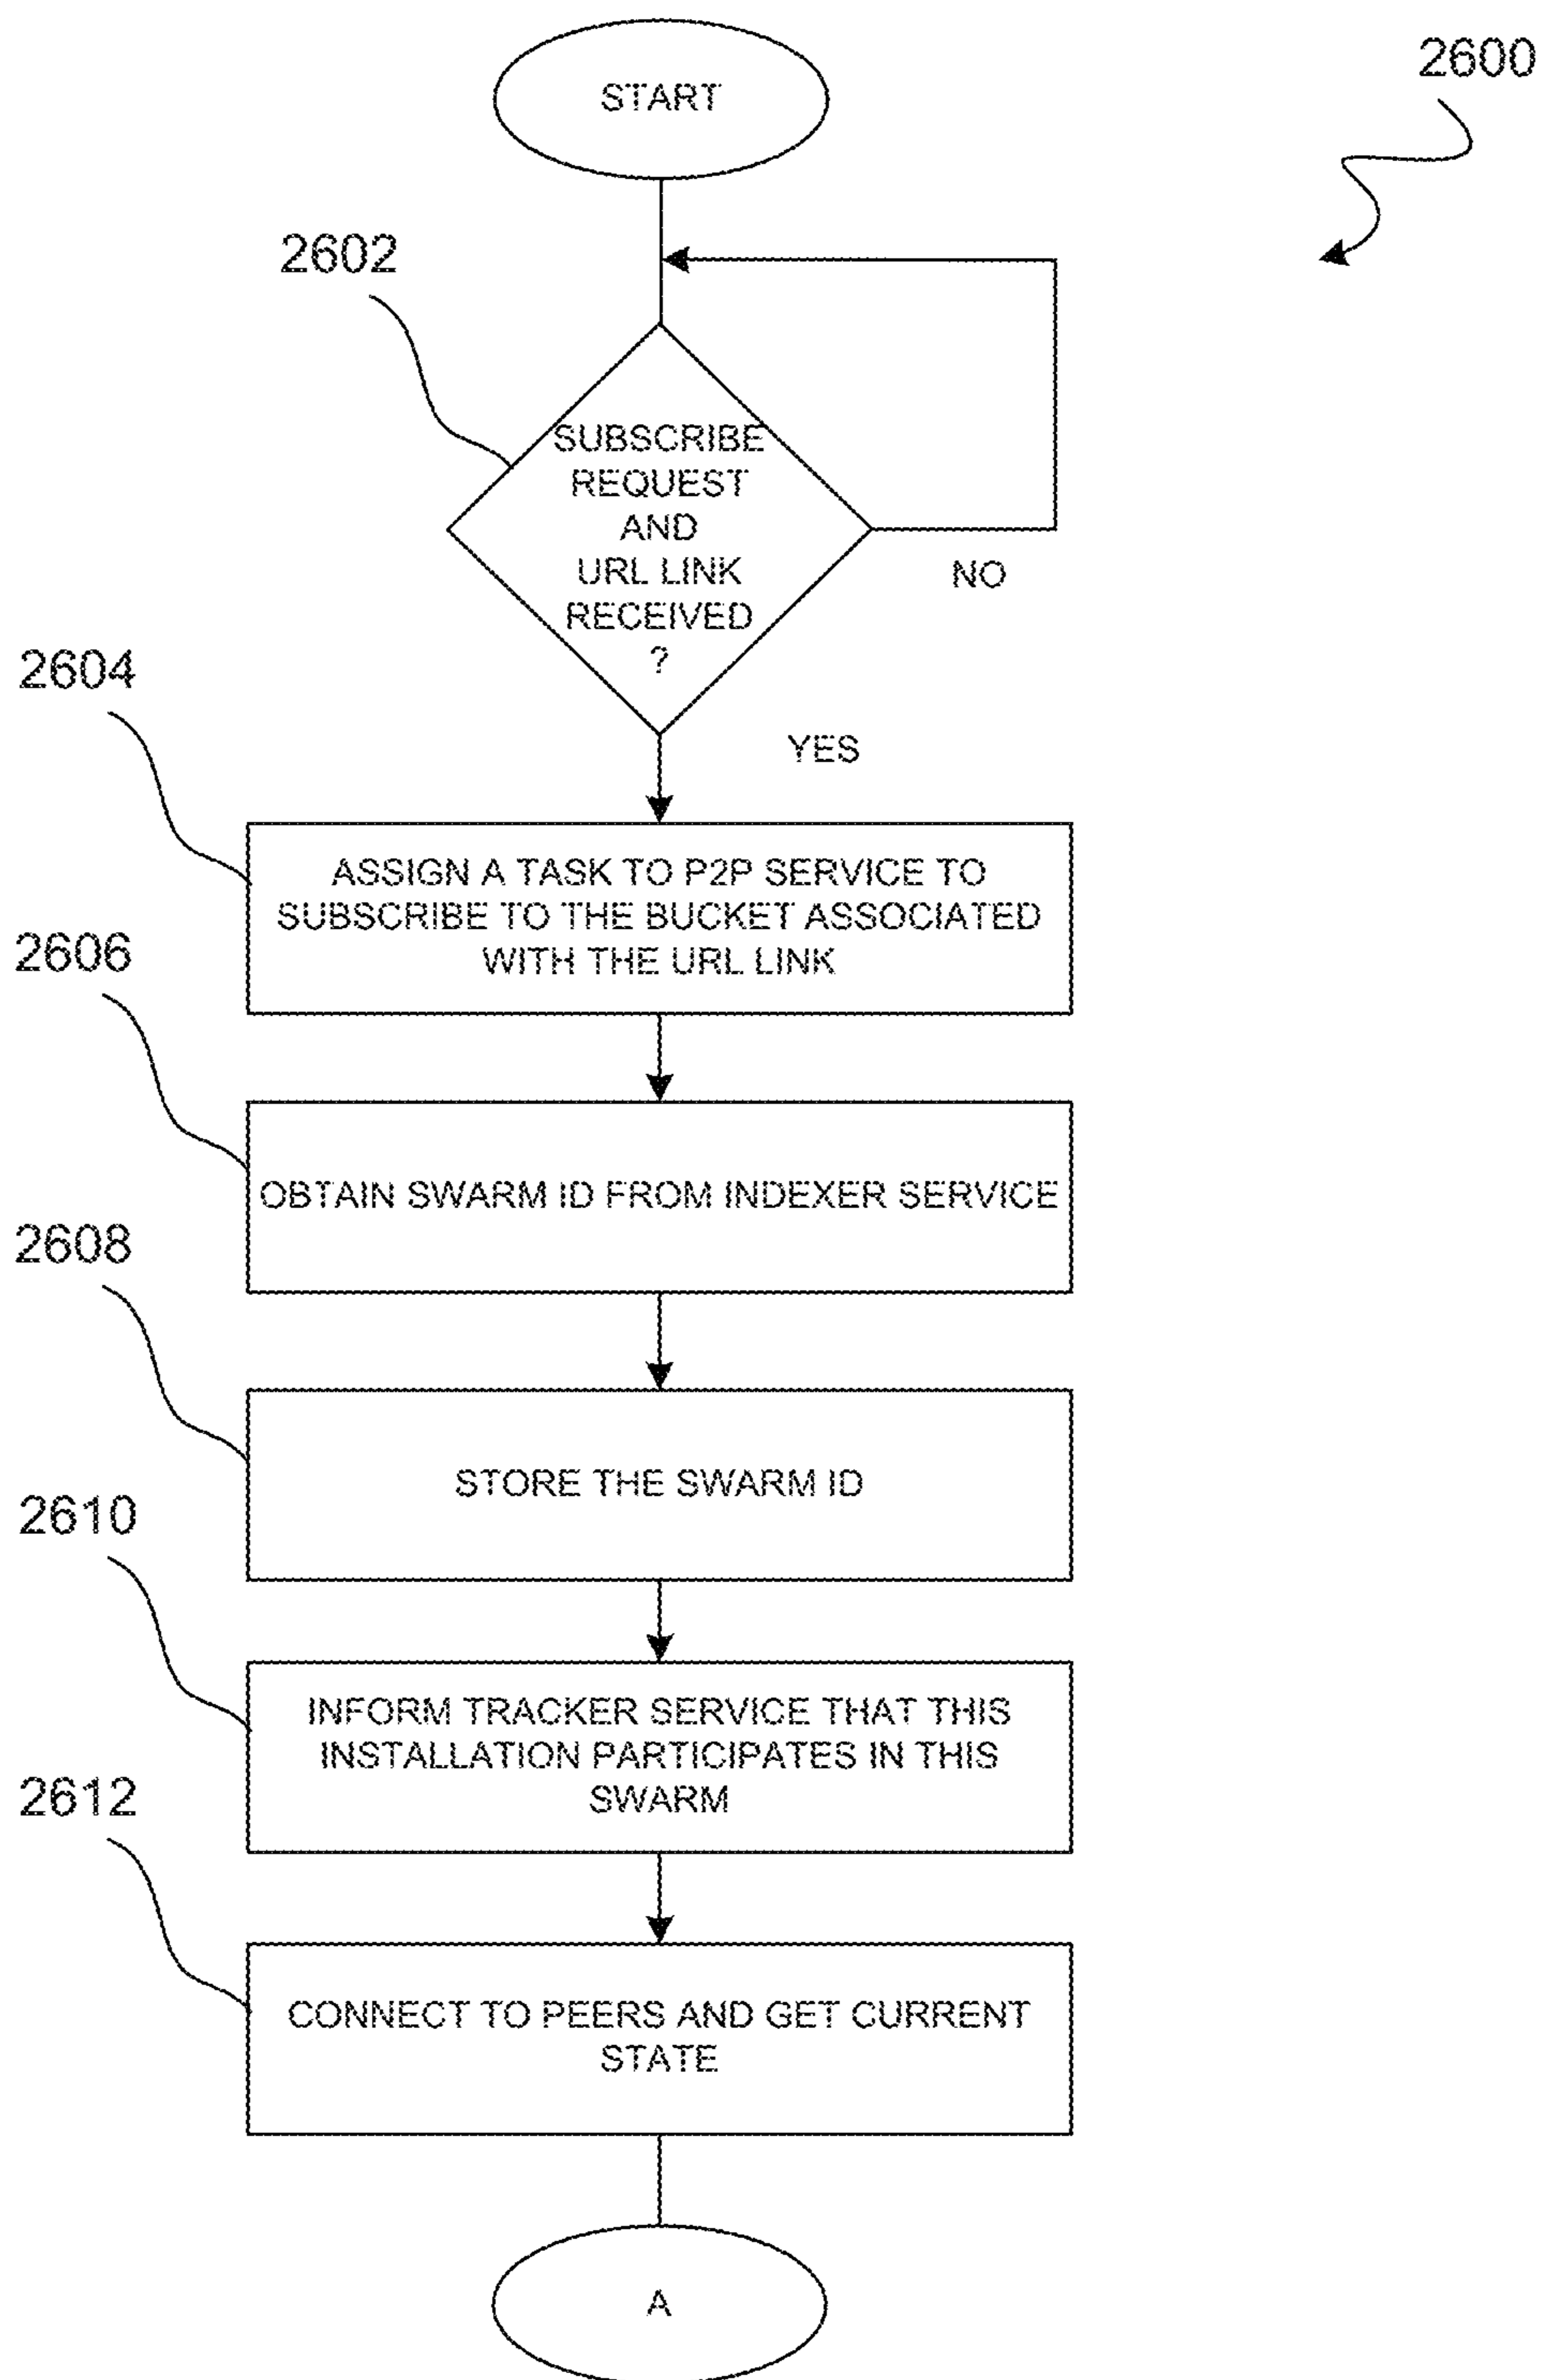 START
2600
2602
SUBSCRIBE
REQUEST
AND
URL LINK
RECEIVED
?
NO
YES
2604
ASSIGN A TASK TO P2P SERVICE TO
SUBSCRIBE TO THE BUCKET ASSOCIATED
WITH THE URL LINK
2606
OBTAIN SWARM ID FROM INDEXER SERVICE
2608
STORE THE SWARM ID
2610
INFORM TRACKER SERVICE THAT THIS
INSTALLATION PARTICIPATES IN THIS
SWARM
2612
CONNECT TO PEERS AND GET CURRENT
STATE
A